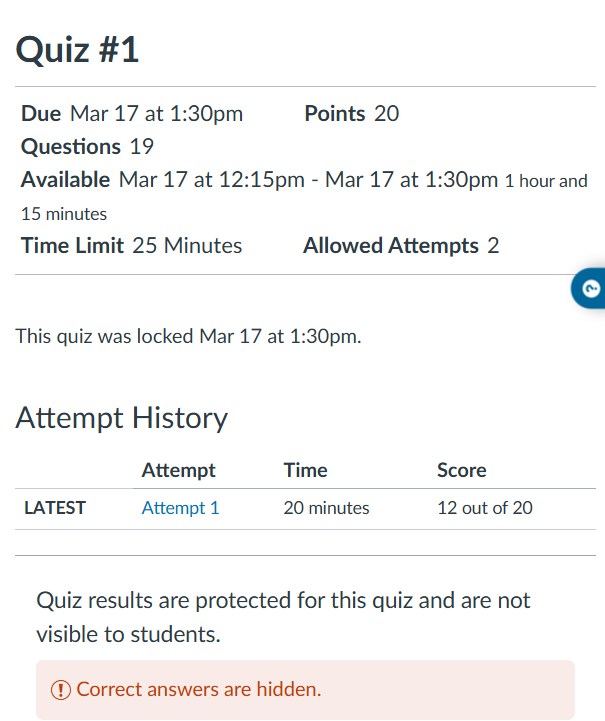 Quiz #1
Due Mar 17 at 1:30pm Points 20
Questions 19
Available Mar 17 at 12:15pm - Mar 17 at 1:30pm 1 hour and
15 minutes
Time Limit 25 Minutes Allowed Attempts 2
This quiz was locked Mar 17 at 1:30pm.
Attempt History
Attempt Time Score
LATEST Attempt 1 20 minutes 12 out of 20
Quiz results are protected for this quiz and are not
visible to students.
Correct answers are hidden.